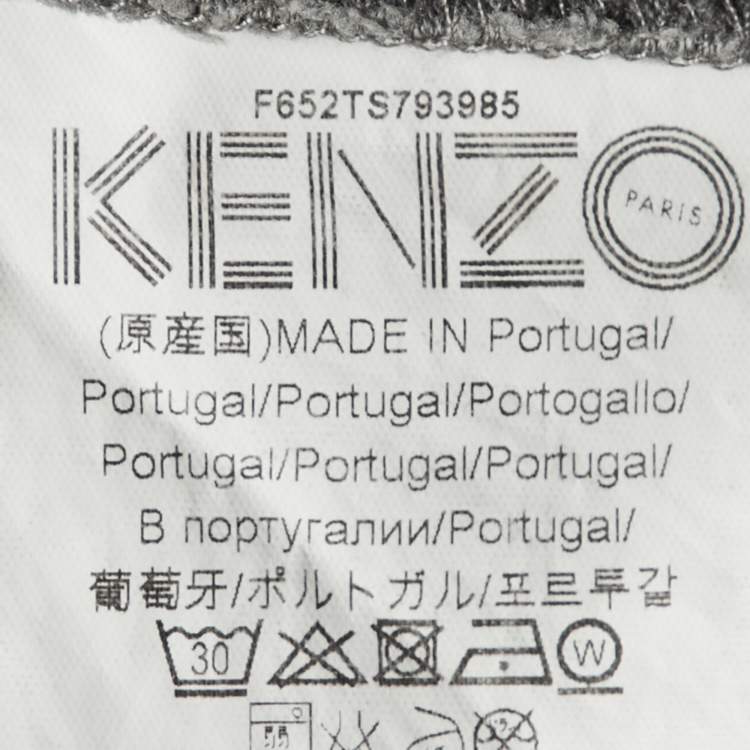 F652TS793985
KENZO
PARIS
(原産国)MADE IN Portugal/
Portugal/Portugal/Portogallo/
Portugal/Portugal/Portugal/
В португалии/Portugal/
葡萄牙/ポルトガル/포르투갈
30 W
弱